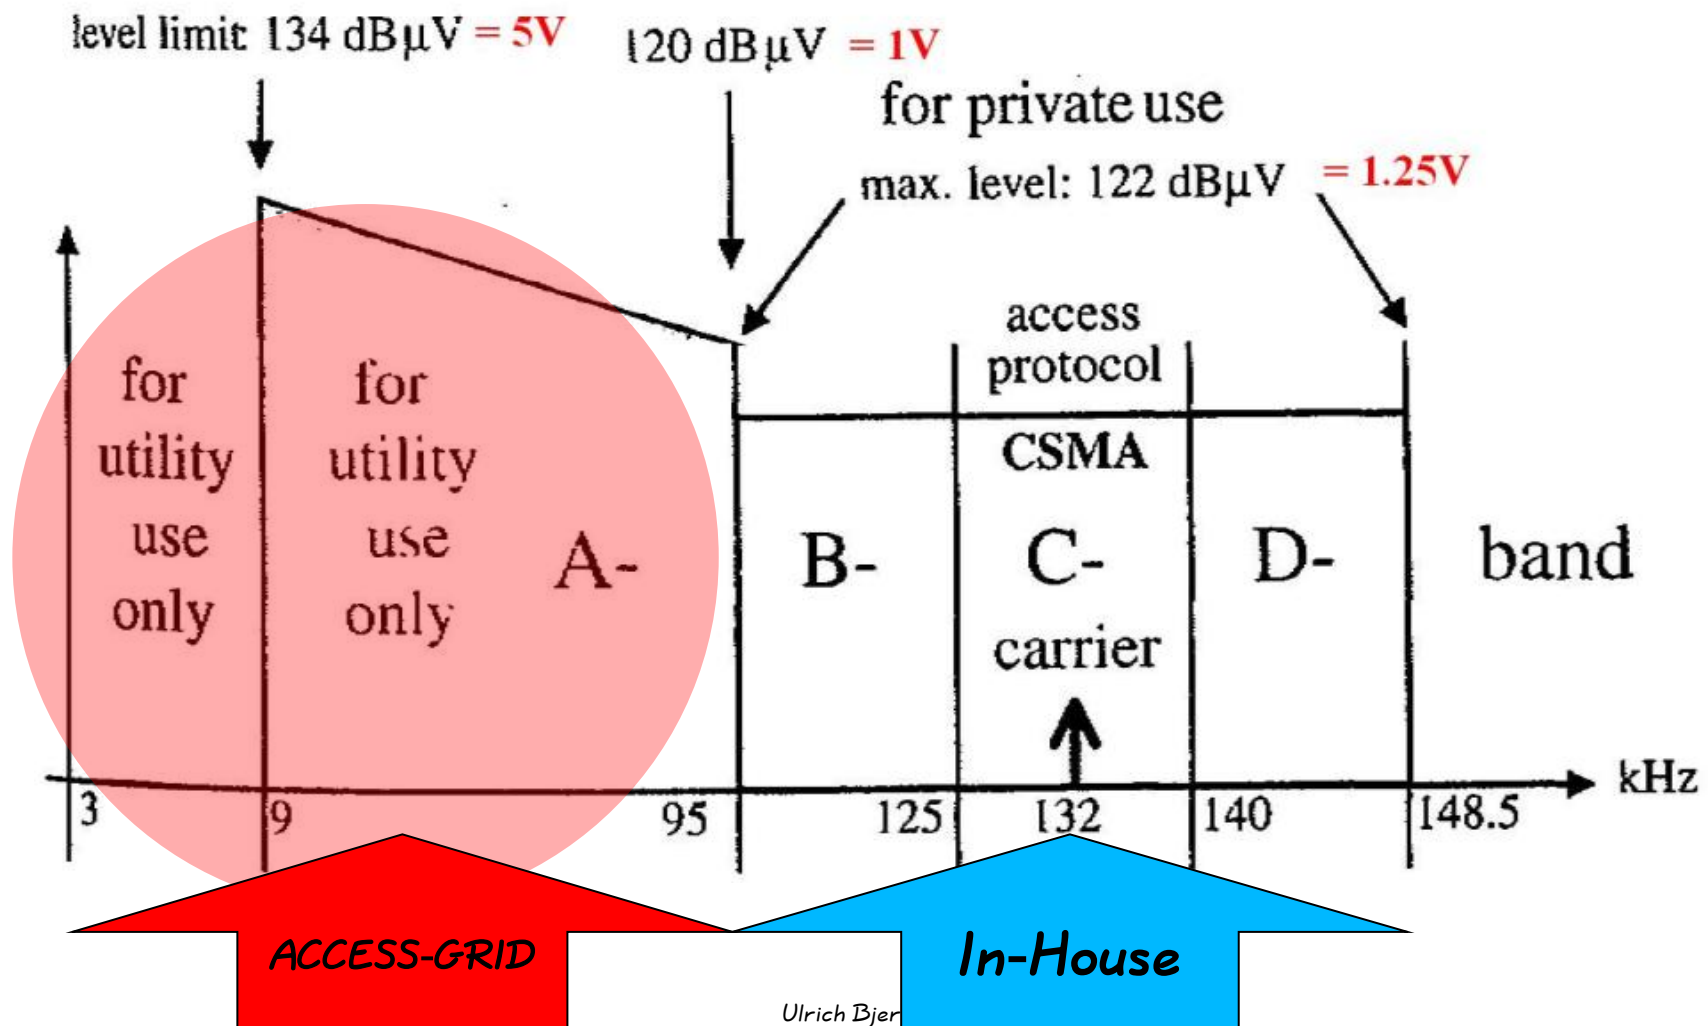 level limit 134 dBµV = 5V
120 dBµV = 1V
for private use
max. level: 122 dBµV = 1.25V
access
protocol
CSMA
for
utility
use
only
for
utility
use
only
A-
B-
C-
D-
band
carrier
kHz
3
9
95
125
132
140
148.5
ACCESS-GRID
In-House
Ulrich Bjer